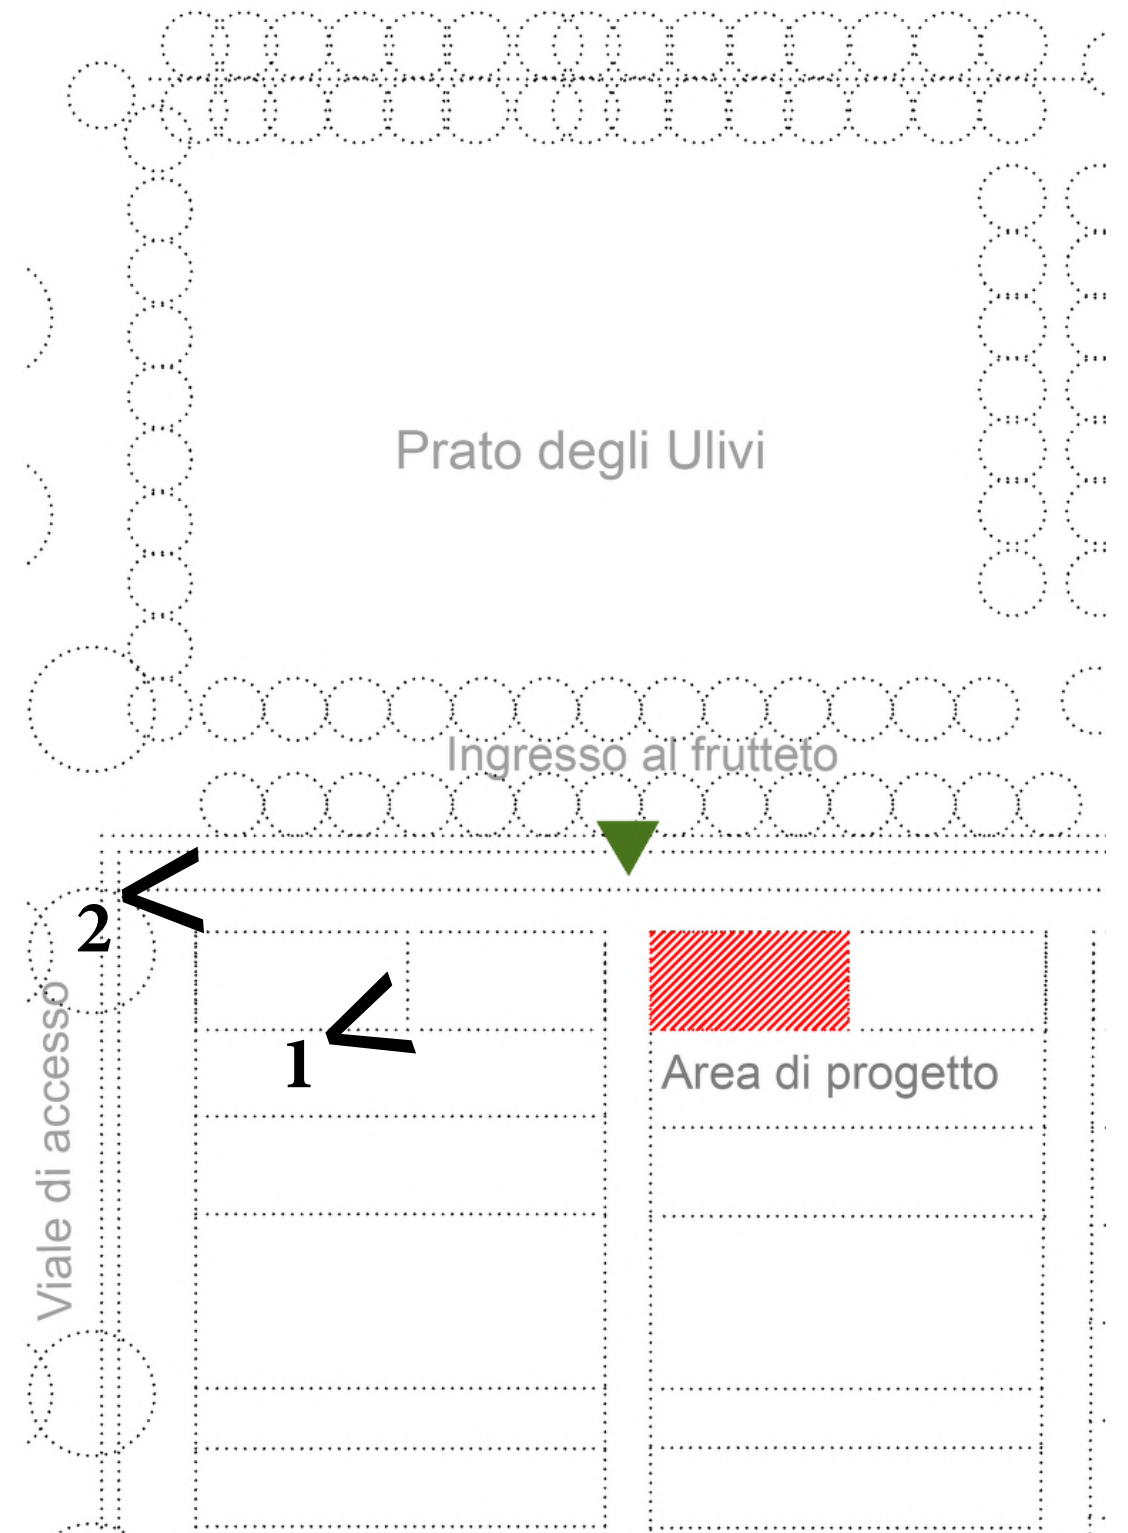 Prato degli Ulivi
Ingresso al frutteto
2
1
Area di progetto
Viale di accesso